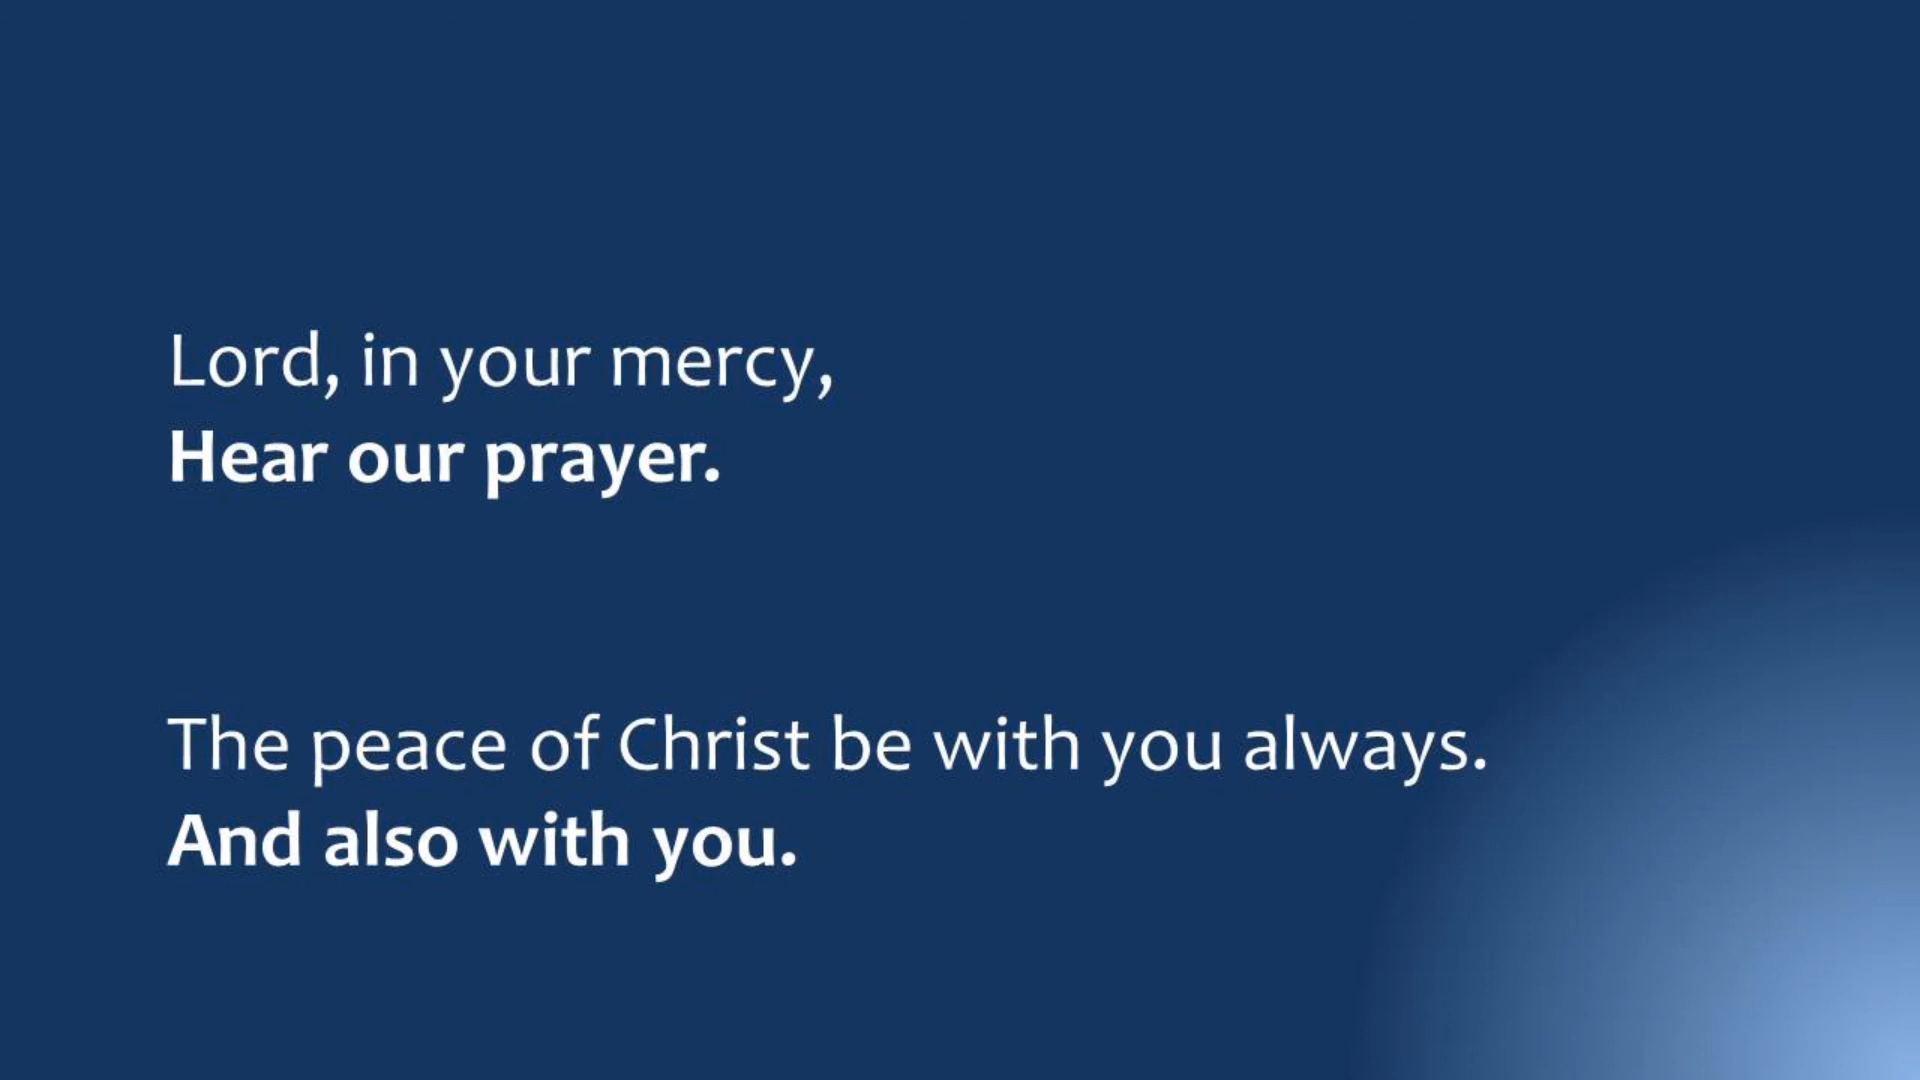 Lord, in your mercy,
Hear our prayer.
The peace of Christ be with you always.
And also with you.